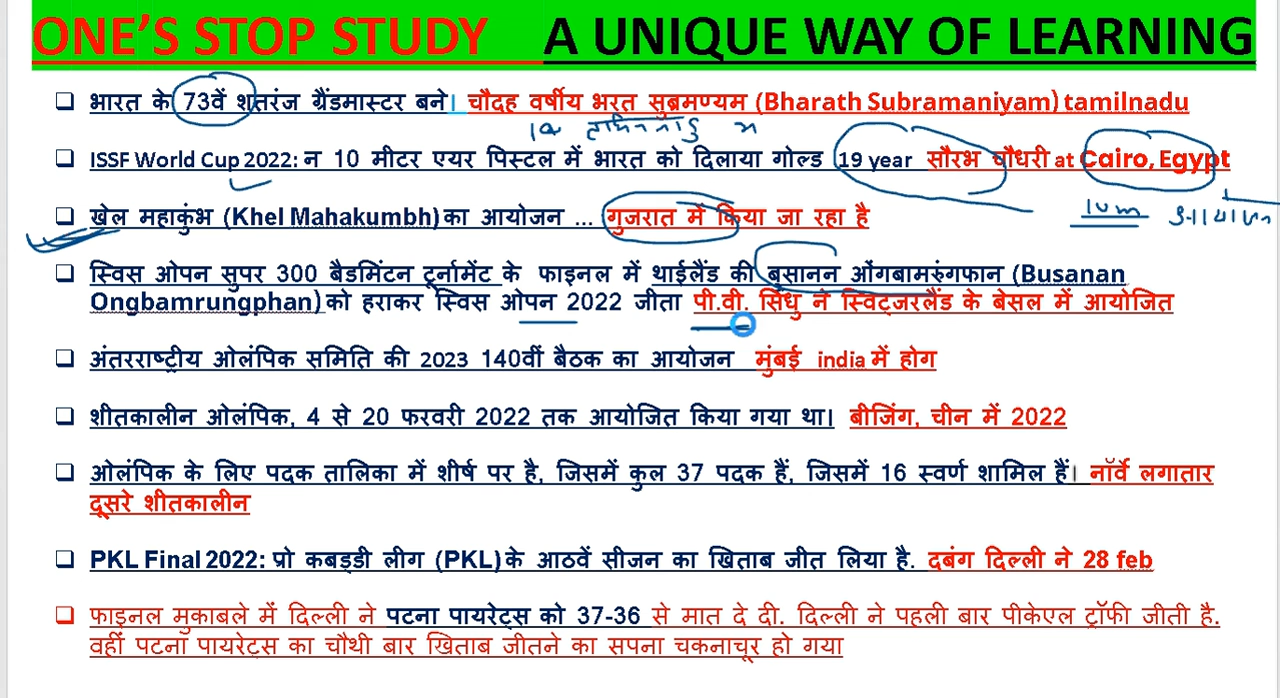 ONE'S STOP STUDY A UNIQUE WAY OF LEARNING
भारत के 73वें शतरंज ग्रैंडमास्टर बने। चौदह वर्षीय भरत सुब्रमण्यम (Bharath Subramaniyam) tamilnadu
तमिलनाडु
ISSF World Cup 2022: न 10 मीटर एयर पिस्टल में भारत को दिलाया गोल्ड 19 year सौरभ चौधरी at Cairo, Egypt
10m
खेल महाकुंभ (Khel Mahakumbh) का आयोजन ... गुजरात में किया जा रहा है
स्विस ओपन सुपर 300 बैडमिंटन टूर्नामेंट के फाइनल में थाईलैंड की बुसानन ओंगबामरुंगफान (Busanan
Ongbamrungphan) को हराकर स्विस ओपन 2022 जीता पी.वी. सिंधु ने स्विट्जरलैंड के बेसल में आयोजित
अंतरराष्ट्रीय ओलंपिक समिति की 2023 140वीं बैठक का आयोजन मुंबई india में होग
शीतकालीन ओलंपिक, 4 से 20 फरवरी 2022 तक आयोजित किया गया था। बीजिंग, चीन में 2022
ओलंपिक के लिए पदक तालिका में शीर्ष पर है, जिसमें कुल 37 पदक हैं, जिसमें 16 स्वर्ण शामिल हैं। नॉर्वे लगातार
दूसरे शीतकालीन
PKL Final 2022: प्रो कबड्डी लीग (PKL) के आठवें सीजन का खिताब जीत लिया है. दबंग दिल्ली ने 28 feb
फाइनल मुकाबले में दिल्ली ने पटना पायरेट्स को 37-36 से मात दे दी. दिल्ली ने पहली बार पीकेएल ट्रॉफी जीती है.
वहीं पटना पायरेट्स का चौथी बार खिताब जीतने का सपना चकनाचूर हो गया